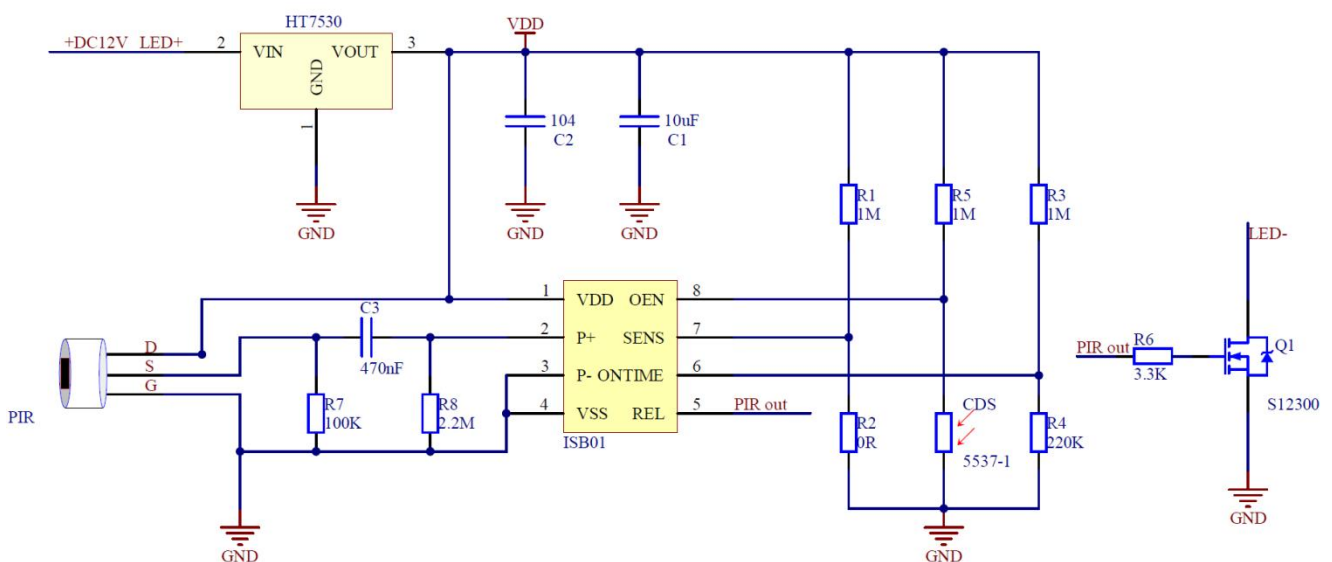 HT7530
VDD
+DC12V LED+
2
VIN
VOUT
3
GND
1
GND
104
C2
GND
10uF
C1
GND
R1
1M
R5
1M
R3
1M
LED-
C3
470nF
1
VDD
OEN
8
2
P+
SENS
7
3
P-
ONTIME
6
4
VSS
REL
5
PIR out
ISB01
D
S
G
PIR
R7
100K
R8
2.2M
GND
R2
0R
CDS
5537-1
R4
220K
GND
PIR out
R6
3.3K
Q1
S12300
GND